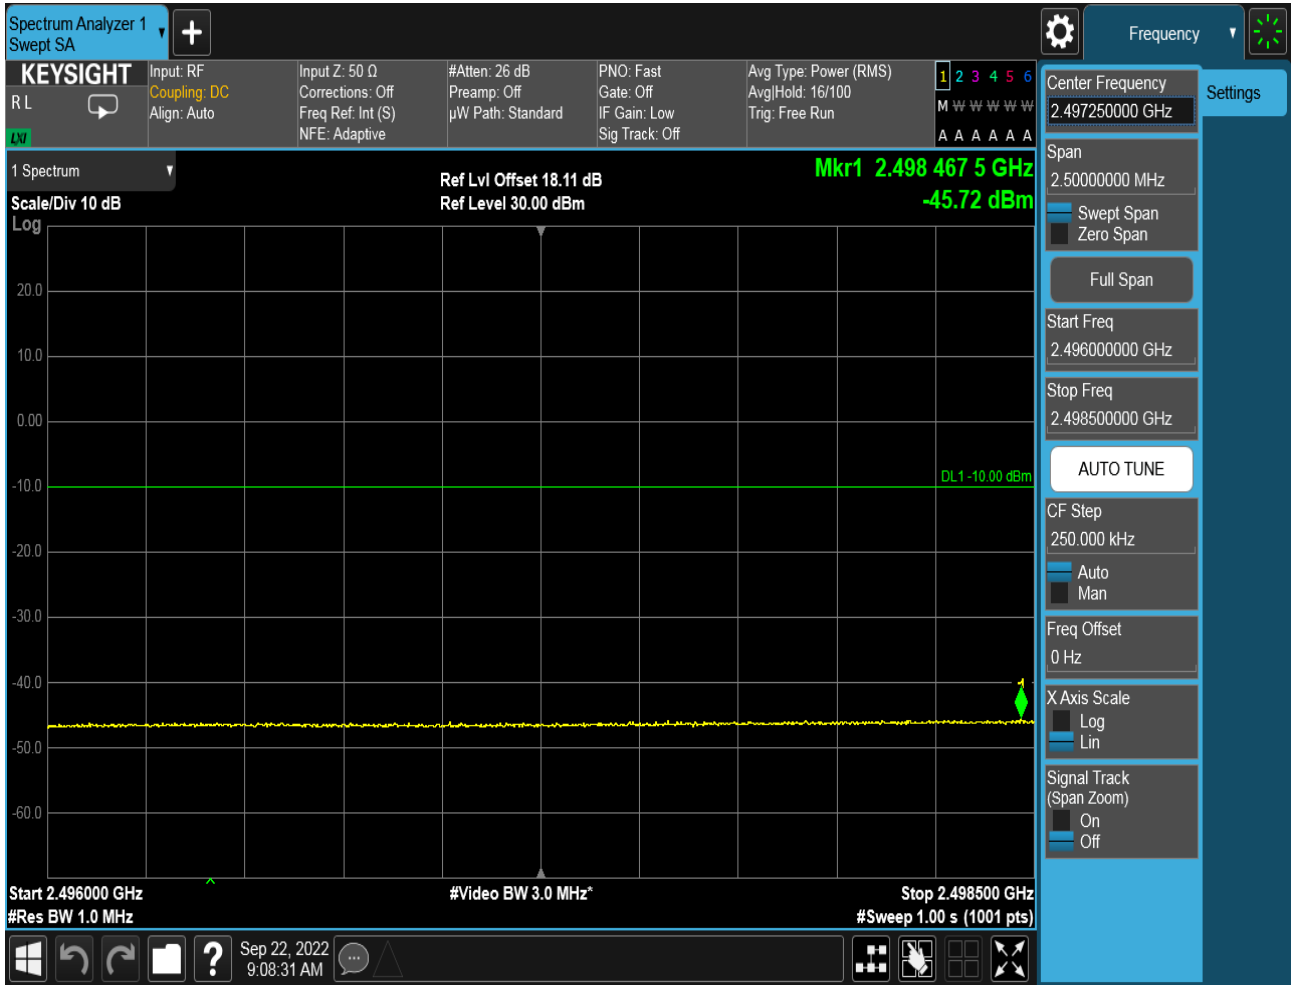 Spectrum Analyzer 1
Swept SA
Frequency
KEYSIGHT
R L
LXI
Input: RF
Coupling: DC
Align: Auto
Input Z: 50 Ω
Corrections: Off
Freq Ref: Int (S)
NFE: Adaptive
#Atten: 26 dB
Preamp: Off
µW Path: Standard
PNO: Fast
Gate: Off
IF Gain: Low
Sig Track: Off
Avg Type: Power (RMS)
Avg|Hold: 16/100
Trig: Free Run
1 2 3 4 5 6
M W W W W W
A A A A A A
1 Spectrum
Scale/Div 10 dB
Log
Ref Lvl Offset 18.11 dB
Ref Level 30.00 dBm
Mkr1 2.498 467 5 GHz
-45.72 dBm
20.0
10.0
0.00
-10.0
-20.0
-30.0
-40.0
-50.0
-60.0
DL1 -10.00 dBm
1
Start 2.496000 GHz
#Res BW 1.0 MHz
#Video BW 3.0 MHz*
Stop 2.498500 GHz
#Sweep 1.00 s (1001 pts)
Sep 22, 2022
9:08:31 AM
Center Frequency
2.497250000 GHz
Settings
Span
2.50000000 MHz
Swept Span
Zero Span
Full Span
Start Freq
2.496000000 GHz
Stop Freq
2.498500000 GHz
AUTO TUNE
CF Step
250.000 kHz
Auto
Man
Freq Offset
0 Hz
X Axis Scale
Log
Lin
Signal Track
(Span Zoom)
On
Off